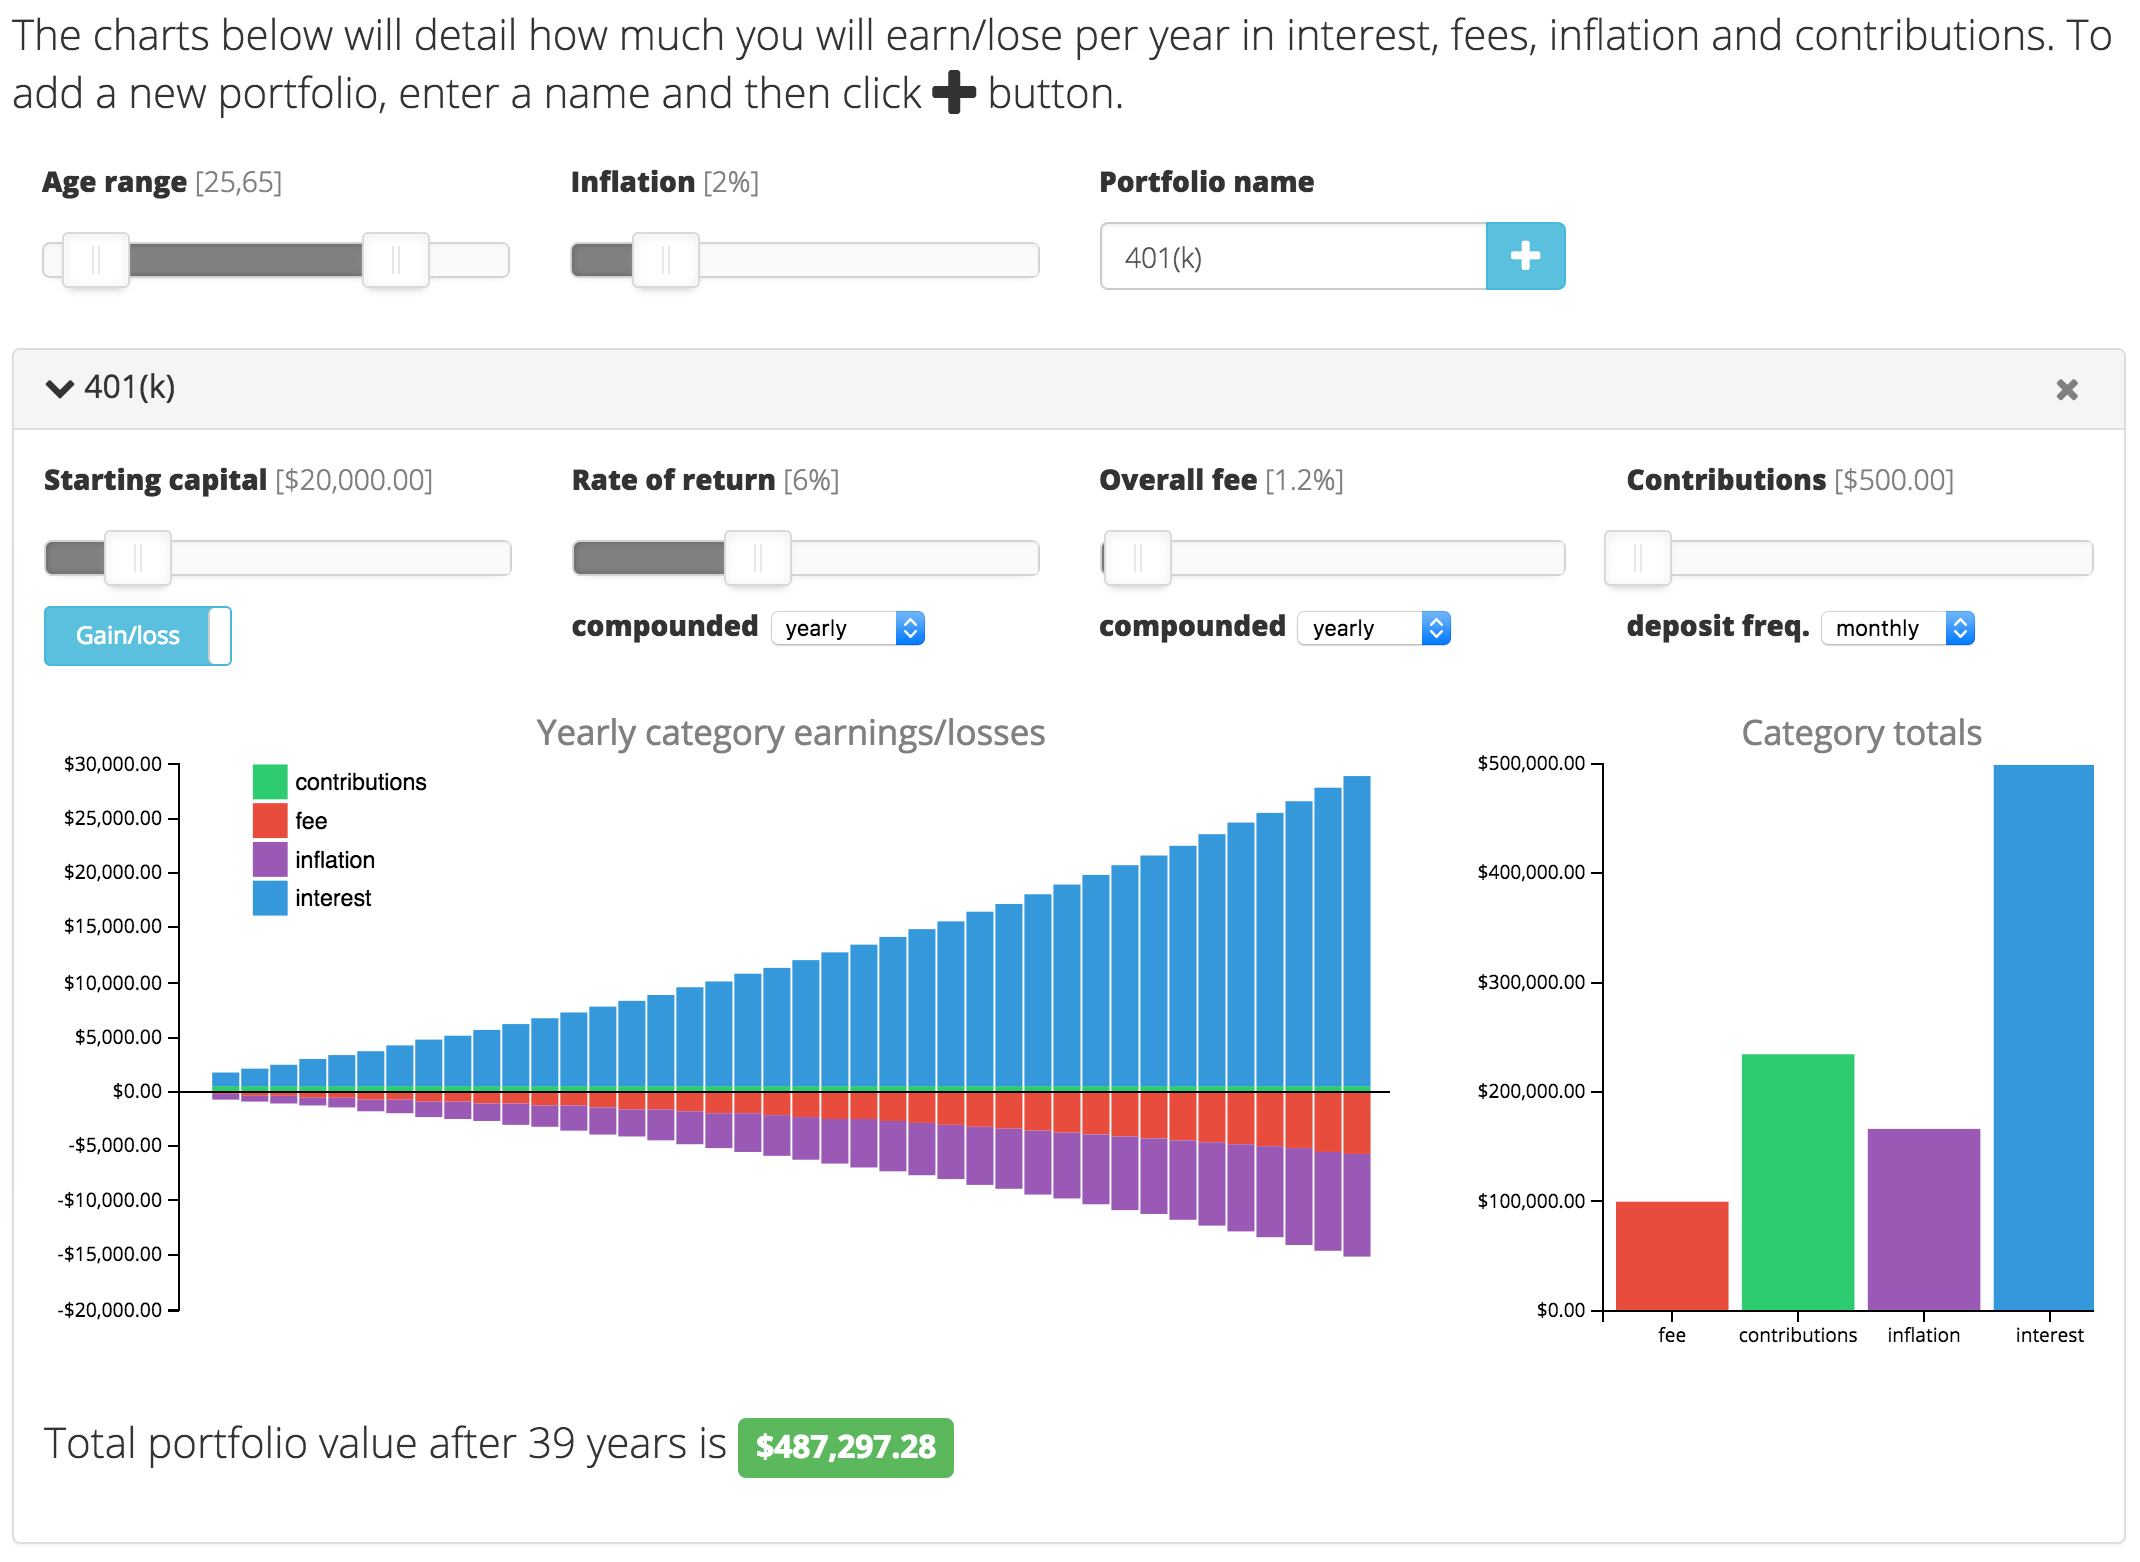 The charts below will detail how much you will earn/lose per year in interest, fees, inflation and contributions. To
add a new portfolio, enter a name and then click button.
Age range [25,65]
Inflation [2%]
Portfolio name
401(k)
401(k)
Starting capital [$20,000.00]
Rate of return [6%]
Overall fee [1.2%]
Contributions [$500.00]
Gain/loss
compounded yearly
compounded yearly
deposit freq. monthly
Yearly category earnings/losses
$30,000.00
$25,000.00
$20,000.00
$15,000.00
$10,000.00
$5,000.00
$0.00
-$5,000.00
-$10,000.00
-$15,000.00
-$20,000.00
contributions
fee
inflation
interest
Category totals
$500,000.00
$400,000.00
$300,000.00
$200,000.00
$100,000.00
$0.00
fee
contributions
inflation
interest
Total portfolio value after 39 years is $487,297.28